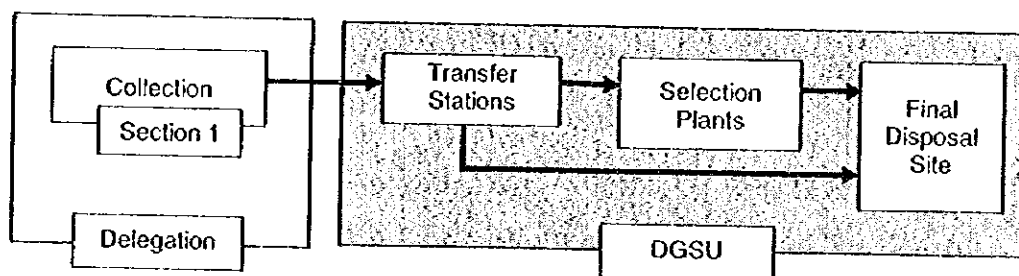 Collection
Section 1
Delegation
Transfer
Stations
Selection
Plants
Final
Disposal
Site
DGSU